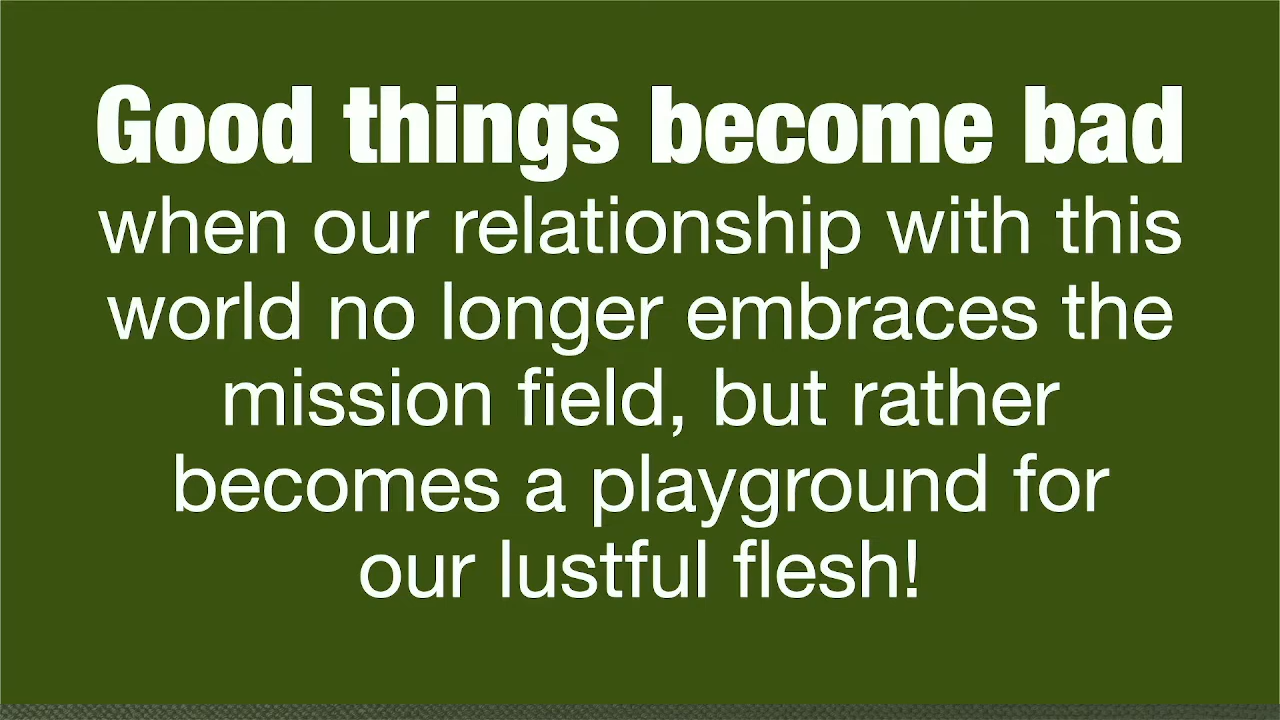 Good things become bad
when our relationship with this
world no longer embraces the
mission field, but rather
becomes a playground for
our lustful flesh!